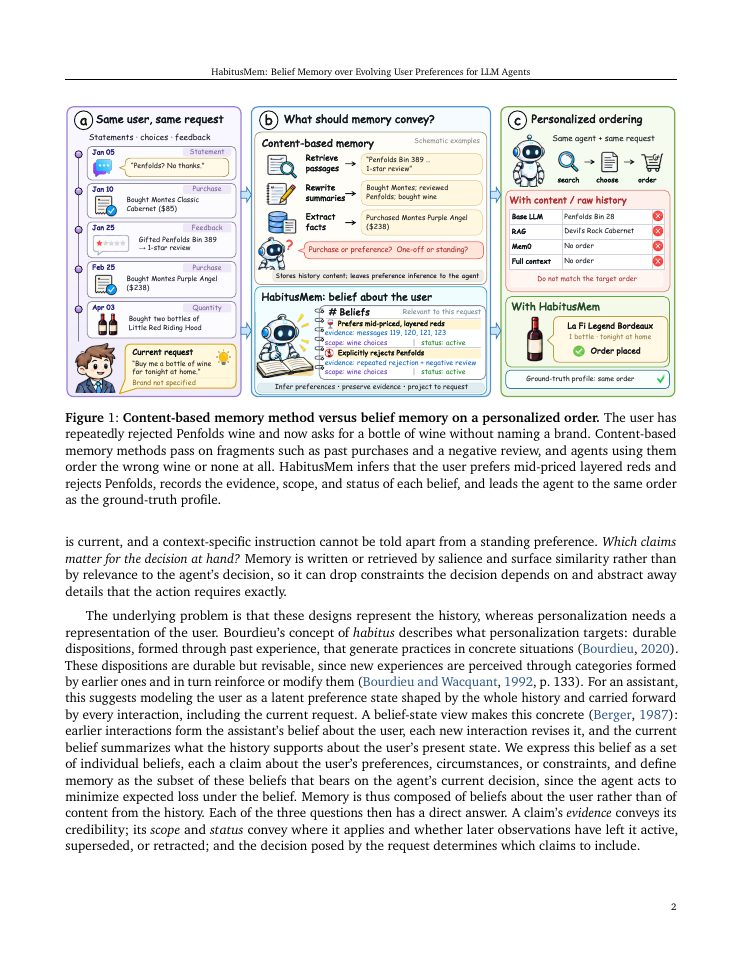 HabitusMem: Belief Memory over Evolving User Preferences for LLM Agents
a Same user, same request
Statements · choices · feedback
Jan 05
Statement
"Penfolds? No thanks."
Jan 10
Purchase
Bought Montes Classic
Cabernet ($85)
Jan 25
Feedback
Gifted Penfolds Bin 389
→ 1-star review
Feb 25
Purchase
Bought Montes Purple Angel
($238)
Apr 03
Quantity
Bought two bottles of
Little Red Riding Hood
Current request
"Buy me a bottle of wine
for tonight at home."
Brand not specified
b What should memory convey?
Content-based memory
Schematic examples
Retrieve
passages
"Penfolds Bin 389 ...
1-star review"
Rewrite
summaries
Bought Montes; reviewed
Penfolds; bought wine
Extract
facts
Purchased Montes Purple Angel
($238)
?
Purchase or preference? One-off or standing?
Stores history content; leaves preference inference to the agent
HabitusMem: belief about the user
# Beliefs
Relevant to this request
Prefers mid-priced, layered reds
evidence: messages 119, 120, 121, 123
scope: wine choices | status: active
Explicitly rejects Penfolds
evidence: repeated rejection + negative review
scope: wine choices | status: active
Infer preferences • preserve evidence • project to request
c Personalized ordering
Same agent + same request
search
choose
order
With content / raw history
Base LLM Penfolds Bin 28
RAG Devil's Rock Cabernet
Mem0 No order
Full context No order
Do not match the target order
With HabitusMem
La Fi Legend Bordeaux
1 bottle · tonight at home
Order placed
Ground-truth profile: same order
Figure 1: Content-based memory method versus belief memory on a personalized order. The user has
repeatedly rejected Penfolds wine and now asks for a bottle of wine without naming a brand. Content-based
memory methods pass on fragments such as past purchases and a negative review, and agents using them
order the wrong wine or none at all. HabitusMem infers that the user prefers mid-priced layered reds and
rejects Penfolds, records the evidence, scope, and status of each belief, and leads the agent to the same order
as the ground-truth profile.
is current, and a context-specific instruction cannot be told apart from a standing preference. Which claims
matter for the decision at hand? Memory is written or retrieved by salience and surface similarity rather than
by relevance to the agent's decision, so it can drop constraints the decision depends on and abstract away
details that the action requires exactly.
The underlying problem is that these designs represent the history, whereas personalization needs a
representation of the user. Bourdieu's concept of habitus describes what personalization targets: durable
dispositions, formed through past experience, that generate practices in concrete situations (Bourdieu, 2020).
These dispositions are durable but revisable, since new experiences are perceived through categories formed
by earlier ones and in turn reinforce or modify them (Bourdieu and Wacquant, 1992, p. 133). For an assistant,
this suggests modeling the user as a latent preference state shaped by the whole history and carried forward
by every interaction, including the current request. A belief-state view makes this concrete (Berger, 1987):
earlier interactions form the assistant's belief about the user, each new interaction revises it, and the current
belief summarizes what the history supports about the user's present state. We express this belief as a set
of individual beliefs, each a claim about the user's preferences, circumstances, or constraints, and define
memory as the subset of these beliefs that bears on the agent's current decision, since the agent acts to
minimize expected loss under the belief. Memory is thus composed of beliefs about the user rather than of
content from the history. Each of the three questions then has a direct answer. A claim's evidence conveys its
credibility; its scope and status convey where it applies and whether later observations have left it active,
superseded, or retracted; and the decision posed by the request determines which claims to include.
2